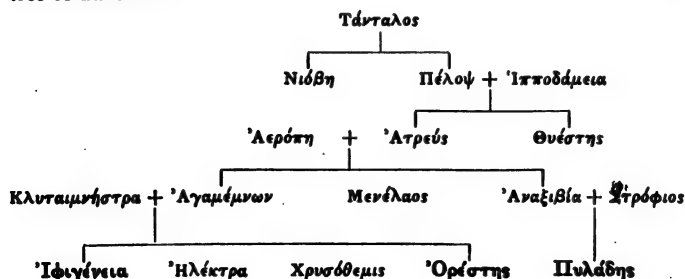 Τάνταλος
Νιόβη Πέλοψ + Ἱπποδάμεια
Ἀερόπη + Ἀτρεύς Θυέστης
Κλυταιμνήστρα + Ἀγαμέμνων Μενέλαος Ἀναξιβία + Στρόφιος
Ἰφιγένεια Ἠλέκτρα Χρυσόθεμις Ὀρέστης Πυλάδης